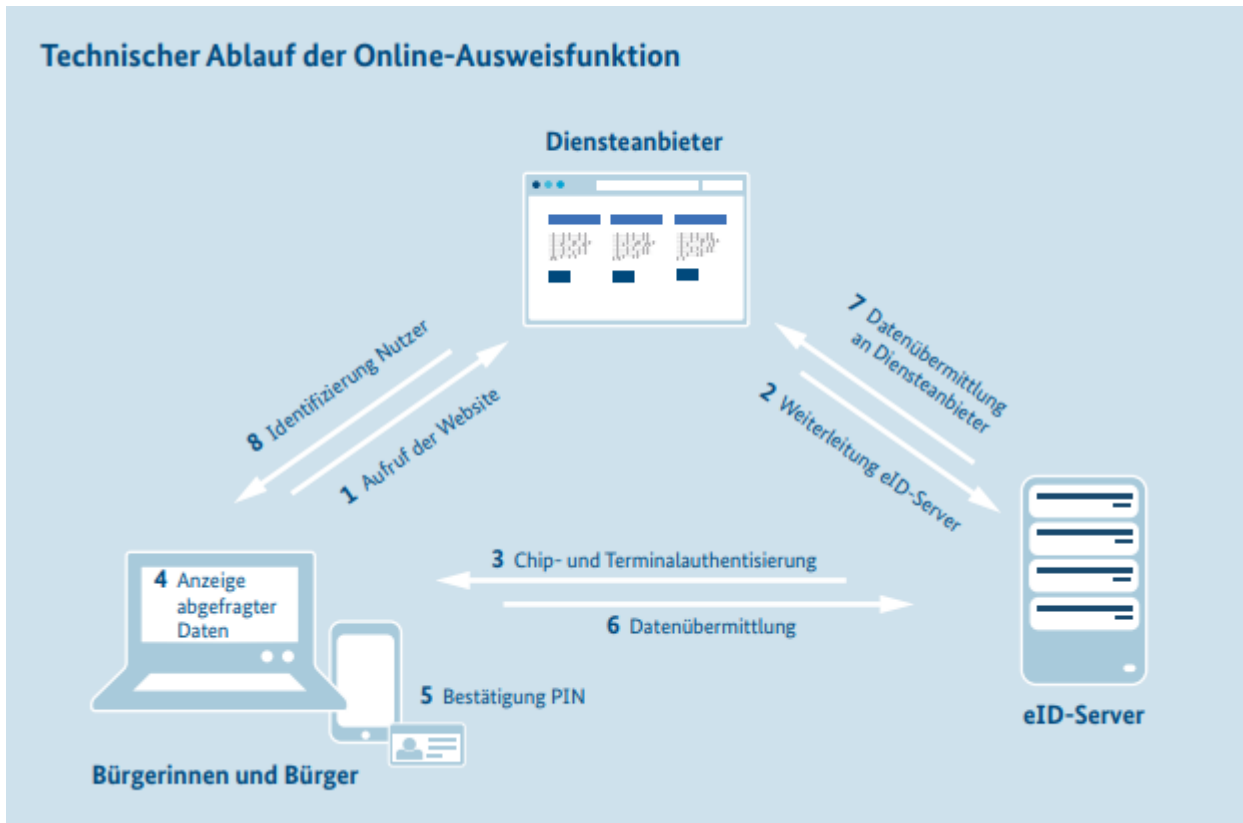 Technischer Ablauf der Online-Ausweisfunktion
Diensteanbieter
8 Identifizierung Nutzer
1 Aufruf der Website
7 Datenübermittlung
an Diensteanbieter
2 Weiterleitung eID-Server
3 Chip- und Terminalauthentisierung
4 Anzeige
abgefragter
Daten
6 Datenübermittlung
5 Bestätigung PIN
eID-Server
Bürgerinnen und Bürger